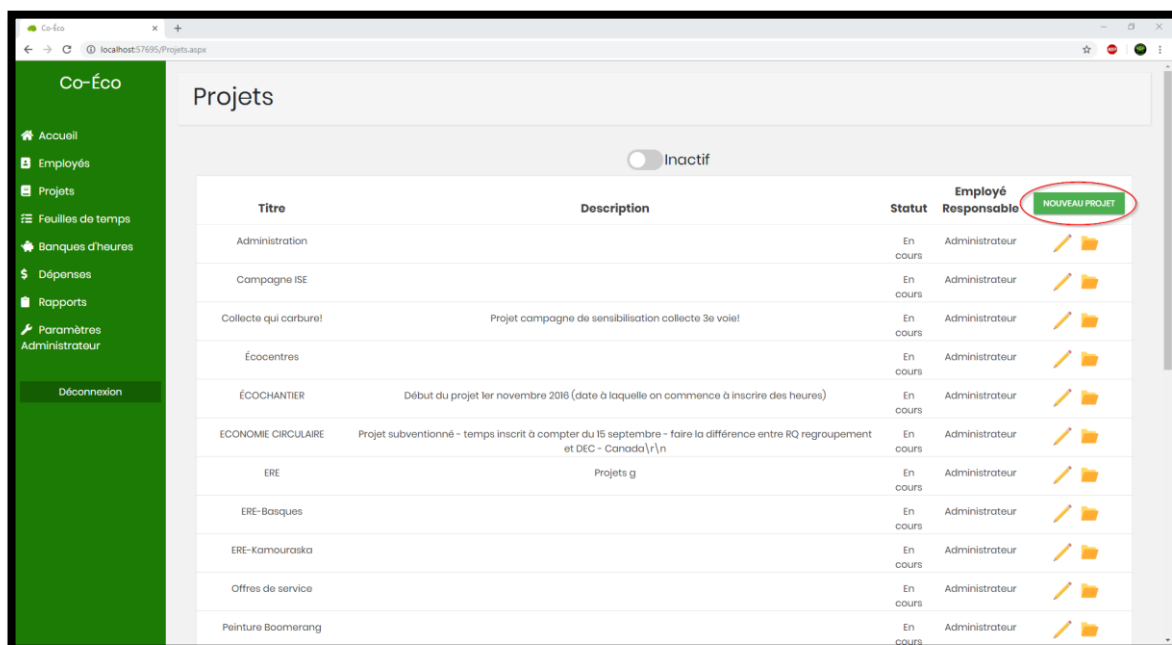 Co-Éco
localhost:57695/Projets.aspx
Co-Éco
Projets
Accueil
Employés
Projets
Feuilles de temps
Banques d'heures
Dépenses
Rapports
Paramètres
Administrateur
Déconnexion
Inactif
Titre Description Statut Employé
Responsable NOUVEAU PROJET
Administration En
cours Administrateur
Campagne ISE En
cours Administrateur
Collecte qui carbure! Projet campagne de sensibilisation collecte 3e voie! En
cours Administrateur
Écocentres En
cours Administrateur
ÉCOCHANTIER Début du projet 1er novembre 2016 (date à laquelle on commence à inscrire des heures) En
cours Administrateur
ECONOMIE CIRCULAIRE Projet subventionné - temps inscrit à compter du 15 septembre - faire la différence entre RQ regroupement
et DEC - Canada\r\n En
cours Administrateur
ERE Projets g En
cours Administrateur
ERE-Basques En
cours Administrateur
ERE-Kamouraska En
cours Administrateur
Offres de service En
cours Administrateur
Peinture Boomerang En
cours Administrateur